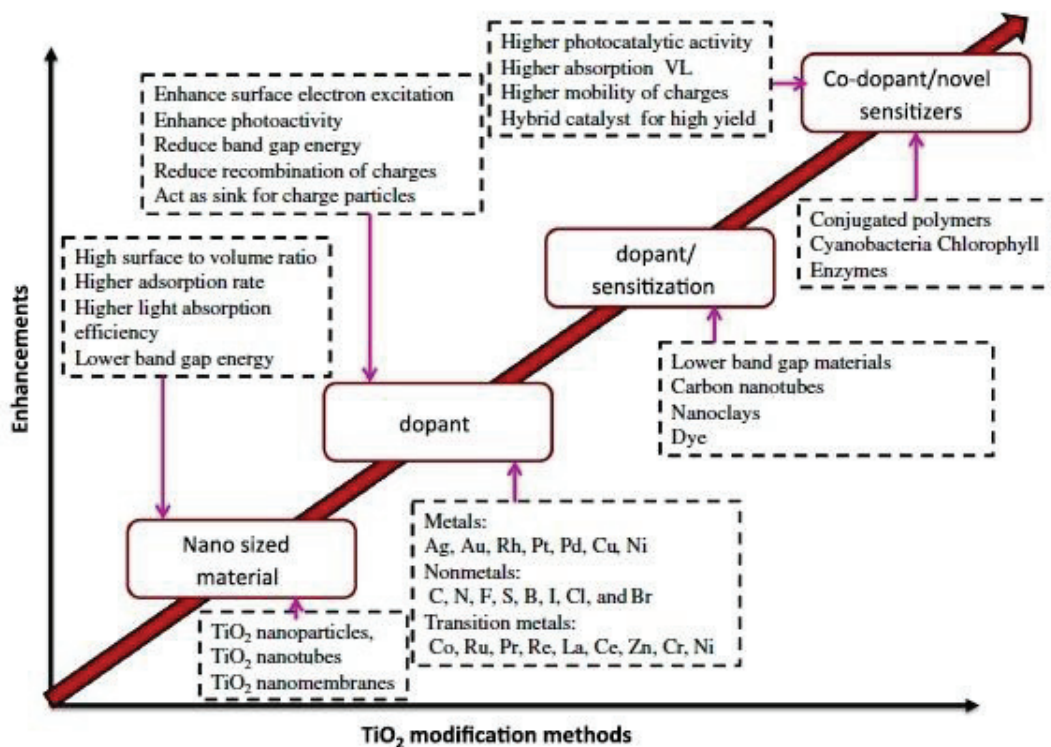 Higher photocatalytic activity
Higher absorption VL
Higher mobility of charges
Hybrid catalyst for high yield
Co-dopant/novel
sensitizers
Enhance surface electron excitation
Enhance photoactivity
Reduce band gap energy
Reduce recombination of charges
Act as sink for charge particles
Conjugated polymers
Cyanobacteria Chlorophyll
Enzymes
High surface to volume ratio
Higher adsorption rate
Higher light absorption
efficiency
Lower band gap energy
dopant/
sensitization
Lower band gap materials
Carbon nanotubes
Nanoclays
Dye
dopant
Metals:
Ag, Au, Rh, Pt, Pd, Cu, Ni
Nonmetals:
C, N, F, S, B, I, Cl, and Br
Transition metals:
Co, Ru, Pr, Re, La, Ce, Zn, Cr, Ni
Nano sized
material
TiO₂ nanoparticles,
TiO₂ nanotubes
TiO₂ nanomembranes
Enhancements
TiO₂ modification methods